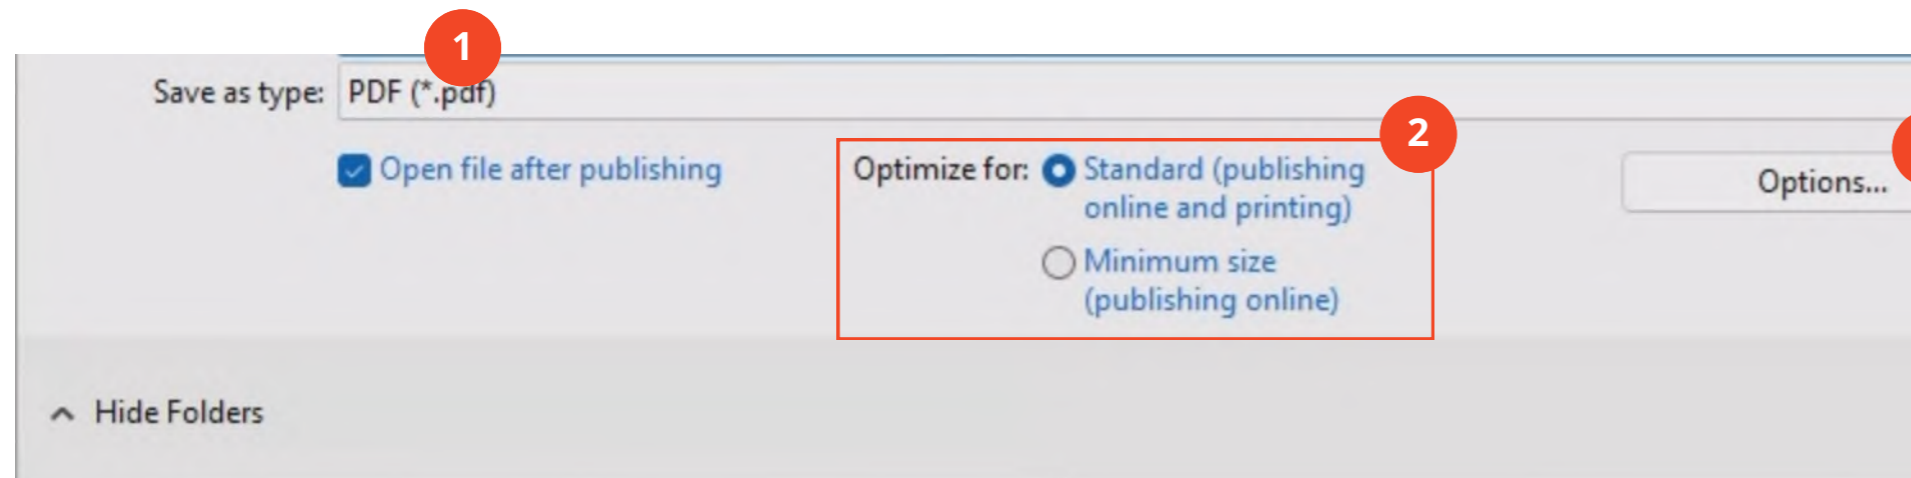 1
Save as type: PDF (*.pdf)
2
Open file after publishing
Optimize for: Standard (publishing
online and printing)
Options...
Minimum size
(publishing online)
Hide Folders